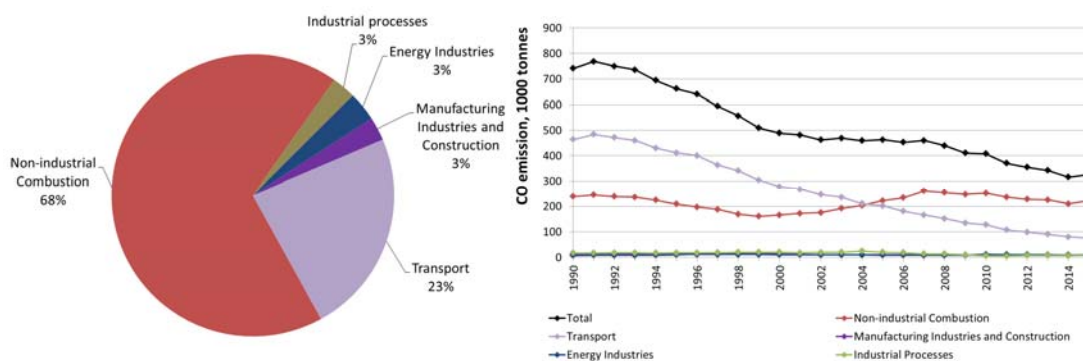 Industrial processes
3%
Energy Industries
3%
Manufacturing
Industries and
Construction
3%
Non-industrial
Combustion
68%
Transport
23%
CO emission, 1000 tonnes
900
800
700
600
500
400
300
200
100
0
1990
1992
1994
1996
1998
2000
2002
2004
2006
2008
2010
2012
2014
Total
Non-industrial Combustion
Transport
Manufacturing Industries and Construction
Energy Industries
Industrial Processes